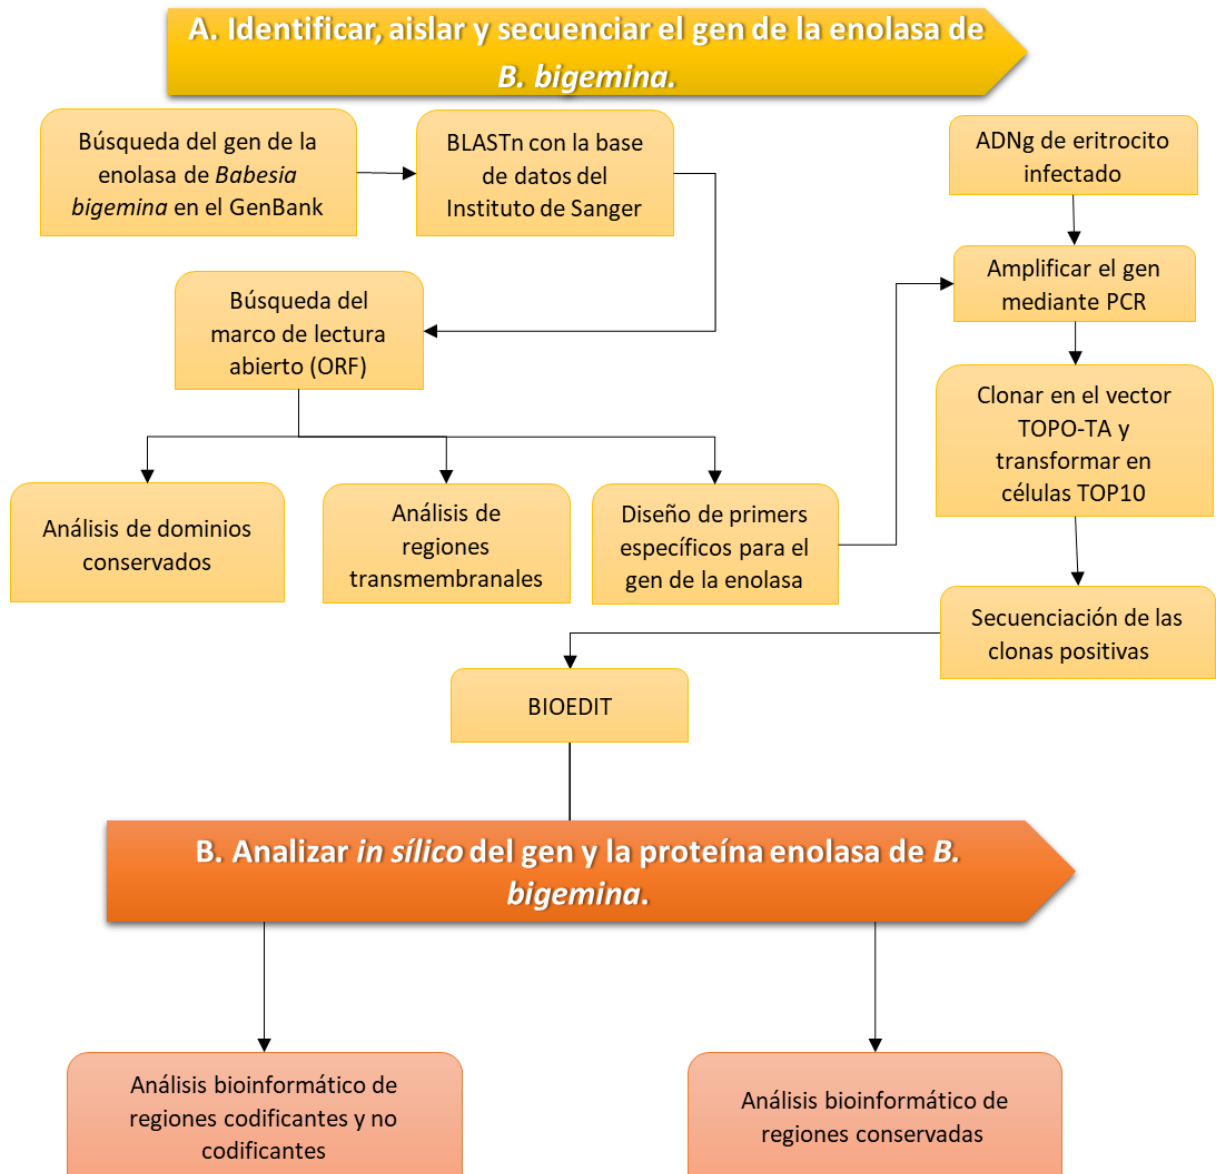 A. Identificar, aislar y secuenciar el gen de la enolasa de
B. bigemina.
Búsqueda del gen de la
enolasa de Babesia
bigemina en el GenBank
BLASTn con la base
de datos del
Instituto de Sanger
ADNg de eritrocito
infectado
Búsqueda del
marco de lectura
abierto (ORF)
Amplificar el gen
mediante PCR
Clonar en el vector
TOPO-TA y
transformar en
células TOP10
Análisis de dominios
conservados
Análisis de
regiones
transmembranales
Diseño de primers
específicos para el
gen de la enolasa
Secuenciación de las
clonas positivas
BIOEDIT
B. Analizar in sílico del gen y la proteína enolasa de B.
bigemina.
Análisis bioinformático de
regiones codificantes y no
codificantes
Análisis bioinformático de
regiones conservadas